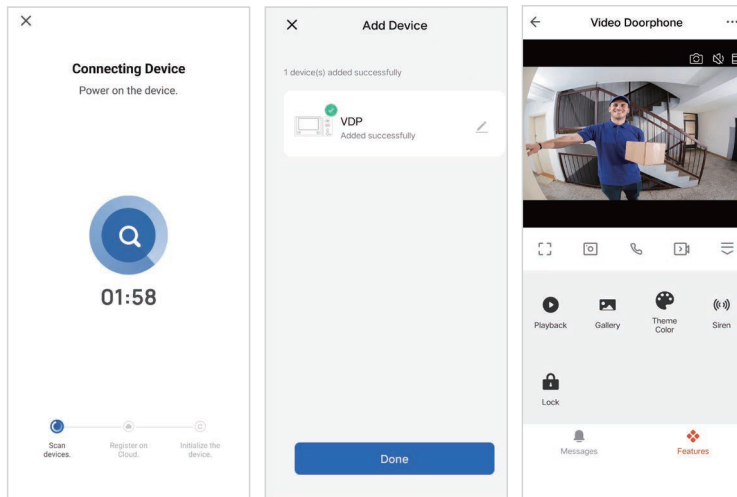 Connecting Device
Power on the device.
01:58
Scan
devices.
Register on
Cloud.
Initialize the
device.
Add Device
1 device(s) added successfully
VDP
Added successfully
Done
Video Doorphone
Playback
Gallery
Theme
Color
Siren
Lock
Messages
Features